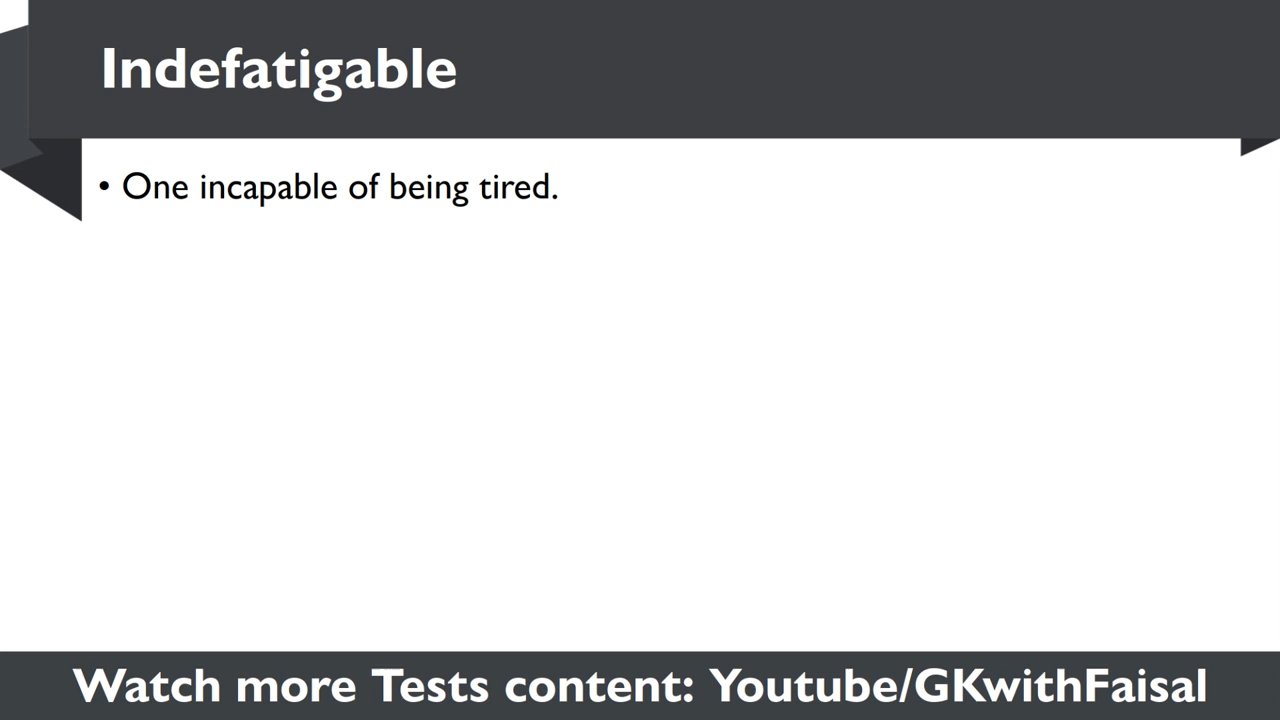 Indefatigable
• One incapable of being tired.
Watch more Tests content: Youtube/GKwithFaisal